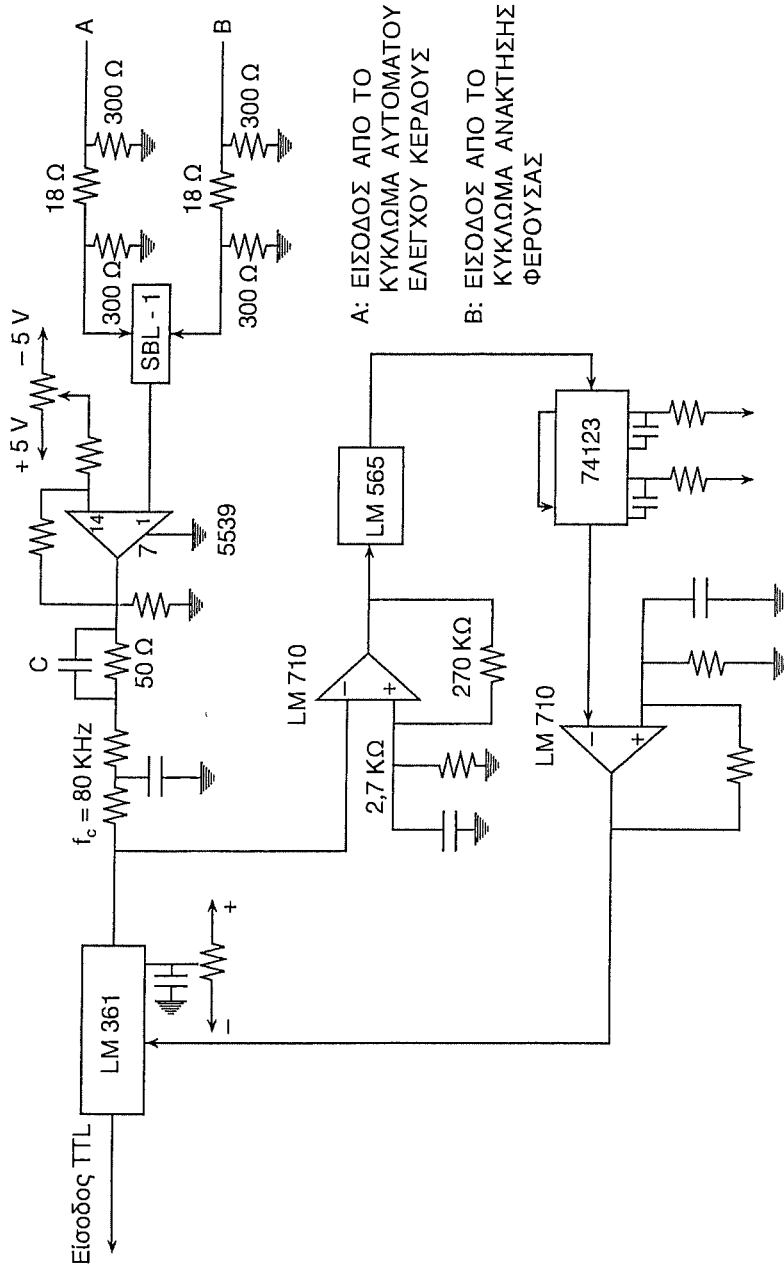 A
300 Ω
18 Ω
300 Ω
B
300 Ω
18 Ω
300 Ω
SBL - 1
+ 5 V
– 5 V
14
1
7
5539
C
50 Ω
f_c = 80 KHz
LM 361
+
–
Είσοδος TTL
LM 710
–
+
2,7 KΩ
270 KΩ
LM 565
74123
LM 710
–
+
A: ΕΙΣΟΔΟΣ ΑΠΟ ΤΟ
ΚΥΚΛΩΜΑ ΑΥΤΟΜΑΤΟΥ
ΕΛΕΓΧΟΥ ΚΕΡΔΟΥΣ
B: ΕΙΣΟΔΟΣ ΑΠΟ ΤΟ
ΚΥΚΛΩΜΑ ΑΝΑΚΤΗΣΗΣ
ΦΕΡΟΥΣΑΣ